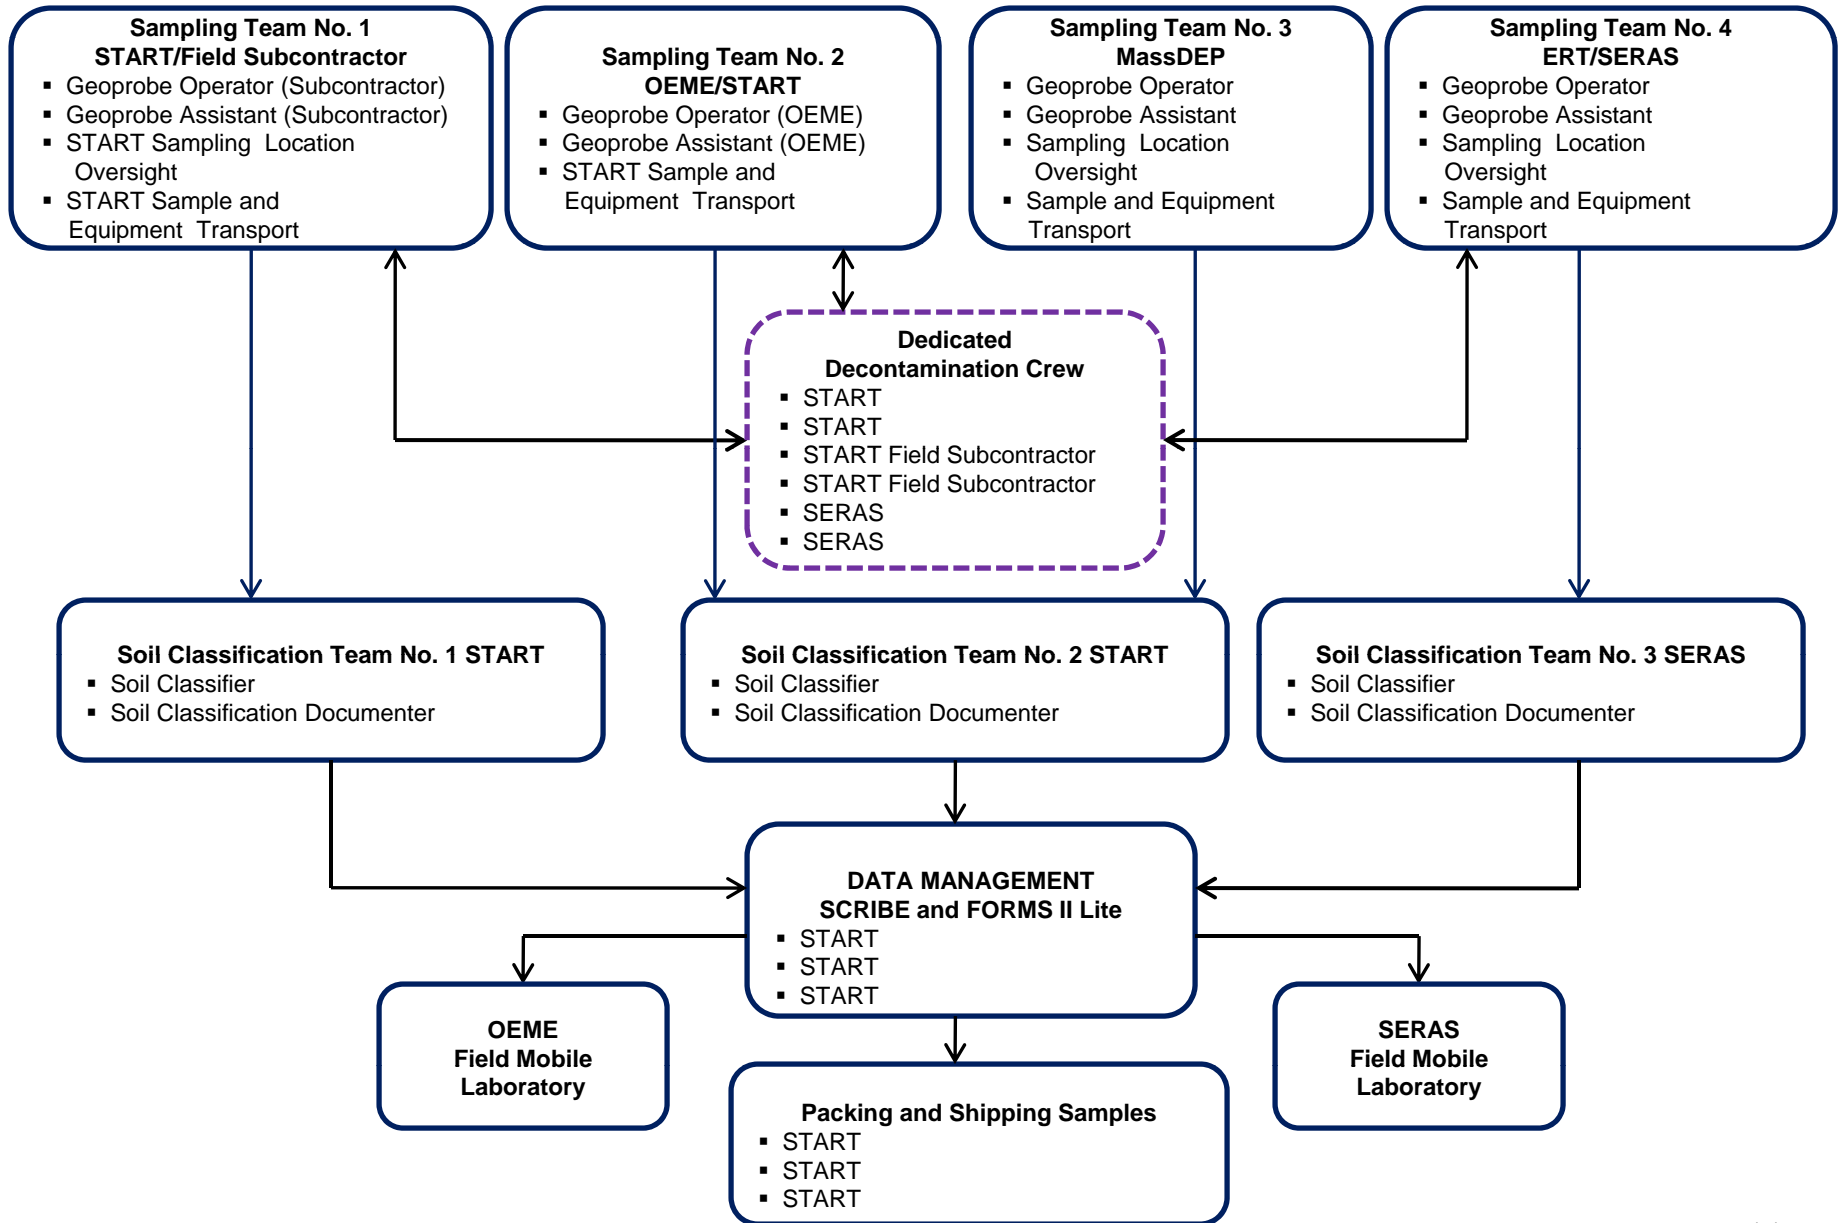 Sampling Team No. 1
START/Field Subcontractor
▪ Geoprobe Operator (Subcontractor)
▪ Geoprobe Assistant (Subcontractor)
▪ START Sampling Location
Oversight
▪ START Sample and
Equipment Transport
Sampling Team No. 2
OEME/START
▪ Geoprobe Operator (OEME)
▪ Geoprobe Assistant (OEME)
▪ START Sample and
Equipment Transport
Sampling Team No. 3
MassDEP
▪ Geoprobe Operator
▪ Geoprobe Assistant
▪ Sampling Location
Oversight
▪ Sample and Equipment
Transport
Sampling Team No. 4
ERT/SERAS
▪ Geoprobe Operator
▪ Geoprobe Assistant
▪ Sampling Location
Oversight
▪ Sample and Equipment
Transport
Dedicated
Decontamination Crew
▪ START
▪ START
▪ START Field Subcontractor
▪ START Field Subcontractor
▪ SERAS
▪ SERAS
Soil Classification Team No. 1 START
▪ Soil Classifier
▪ Soil Classification Documenter
Soil Classification Team No. 2 START
▪ Soil Classifier
▪ Soil Classification Documenter
Soil Classification Team No. 3 SERAS
▪ Soil Classifier
▪ Soil Classification Documenter
DATA MANAGEMENT
SCRIBE and FORMS II Lite
▪ START
▪ START
▪ START
OEME
Field Mobile
Laboratory
SERAS
Field Mobile
Laboratory
Packing and Shipping Samples
▪ START
▪ START
▪ START